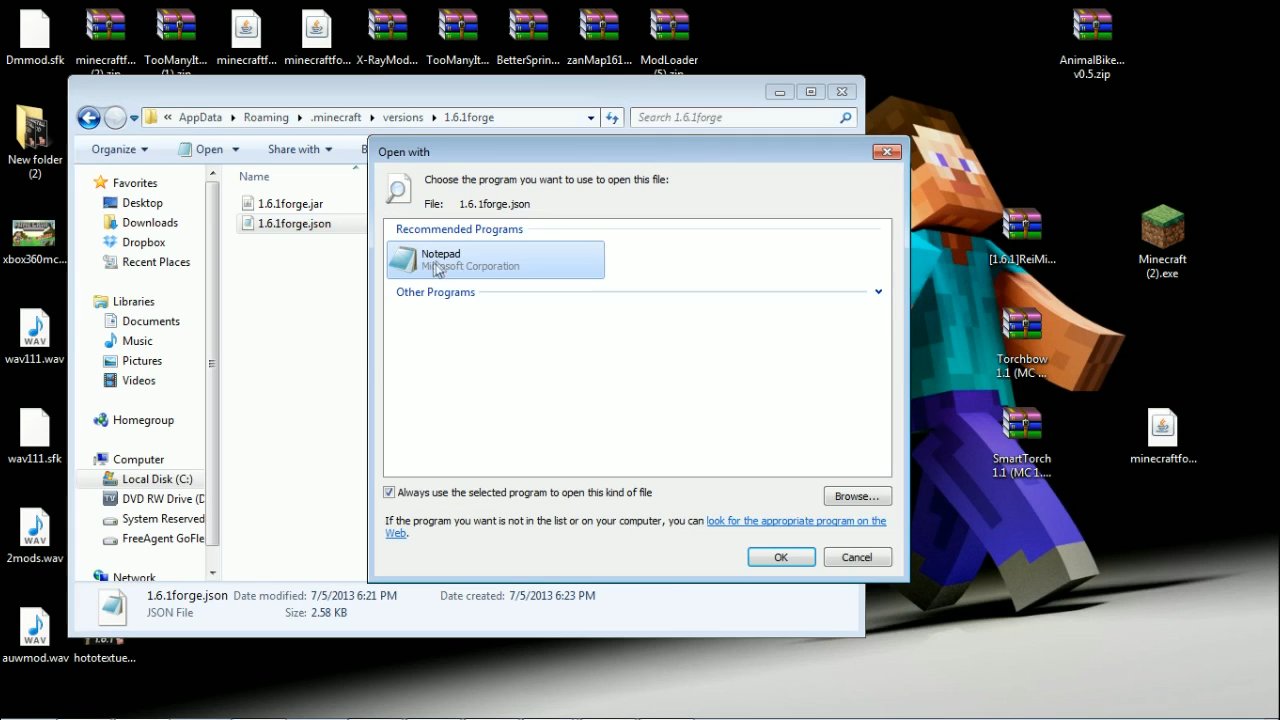 Dmmod.sfk
minecraftf...
(2).zip
TooManyIt...
(1).zip
minecraftf...
minecraftfo...
X-RayMod...
TooManyIt...
BetterSprin...
zanMap161...
ModLoader
(5).zip
AnimalBike...
v0.5.zip
New folder
(2)
xbox360mc...
wav111.wav
wav111.sfk
2mods.wav
auwmod.wav
hototextue...
[1.6.1]ReiMi...
Torchbow
1.1 (MC ...
SmartTorch
1.1 (MC 1....
Minecraft
(2).exe
minecraftfo...
« AppData
Roaming
.minecraft
versions
1.6.1forge
Search 1.6.1forge
Organize
Open
Share with
Favorites
Desktop
Downloads
Dropbox
Recent Places
Libraries
Documents
Music
Pictures
Videos
Homegroup
Computer
Local Disk (C:)
DVD RW Drive (D
System Reserved
FreeAgent GoFle
Network
Name
1.6.1forge.jar
1.6.1forge.json
Open with
Choose the program you want to use to open this file:
File: 1.6.1forge.json
Recommended Programs
Notepad
Microsoft Corporation
Other Programs
Always use the selected program to open this kind of file
Browse...
If the program you want is not in the list or on your computer, you can look for the appropriate program on the
Web.
OK
Cancel
1.6.1forge.json Date modified: 7/5/2013 6:21 PM Date created: 7/5/2013 6:23 PM
JSON File Size: 2.58 KB